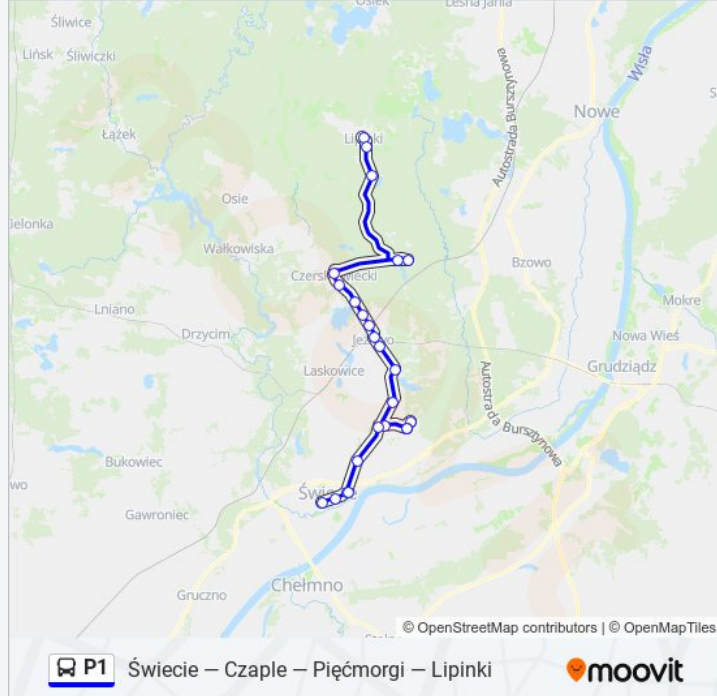 Osiek
Leśna Jania
Śliwice
Lińsk
Śliwiczki
Wisła
Autostrada Bursztynowa
Nowe
Łążek
Lipinki
Osie
ielonka
Wałkowiska
Bzowo
Czersk Świecki
Mokre
Lniano
Drzycim
Nowa Wieś
Jeżewo
Laskowice
Grudziądz
Autostrada Bursztynowa
Bukowiec
wo
Świecie
Gawroniec
Chełmno
Gruczno
© OpenStreetMap contributors | © OpenMapTiles
P1 Świecie – Czaple – Pięćmorgi – Lipinki
moovit